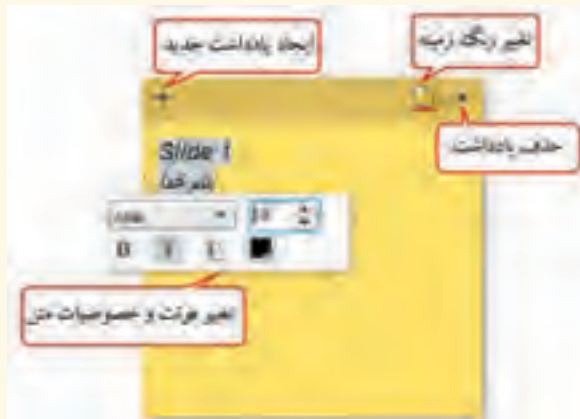 ایجاد یادداشت جدید
تغییر رنگ زمینه
حذف یادداشت
Slide 1
B
تغییر فونت و خصوصیات متن